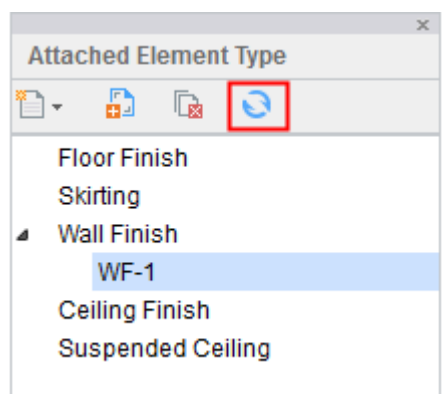 Attached Element Type
Floor Finish
Skirting
Wall Finish
WF-1
Ceiling Finish
Suspended Ceiling